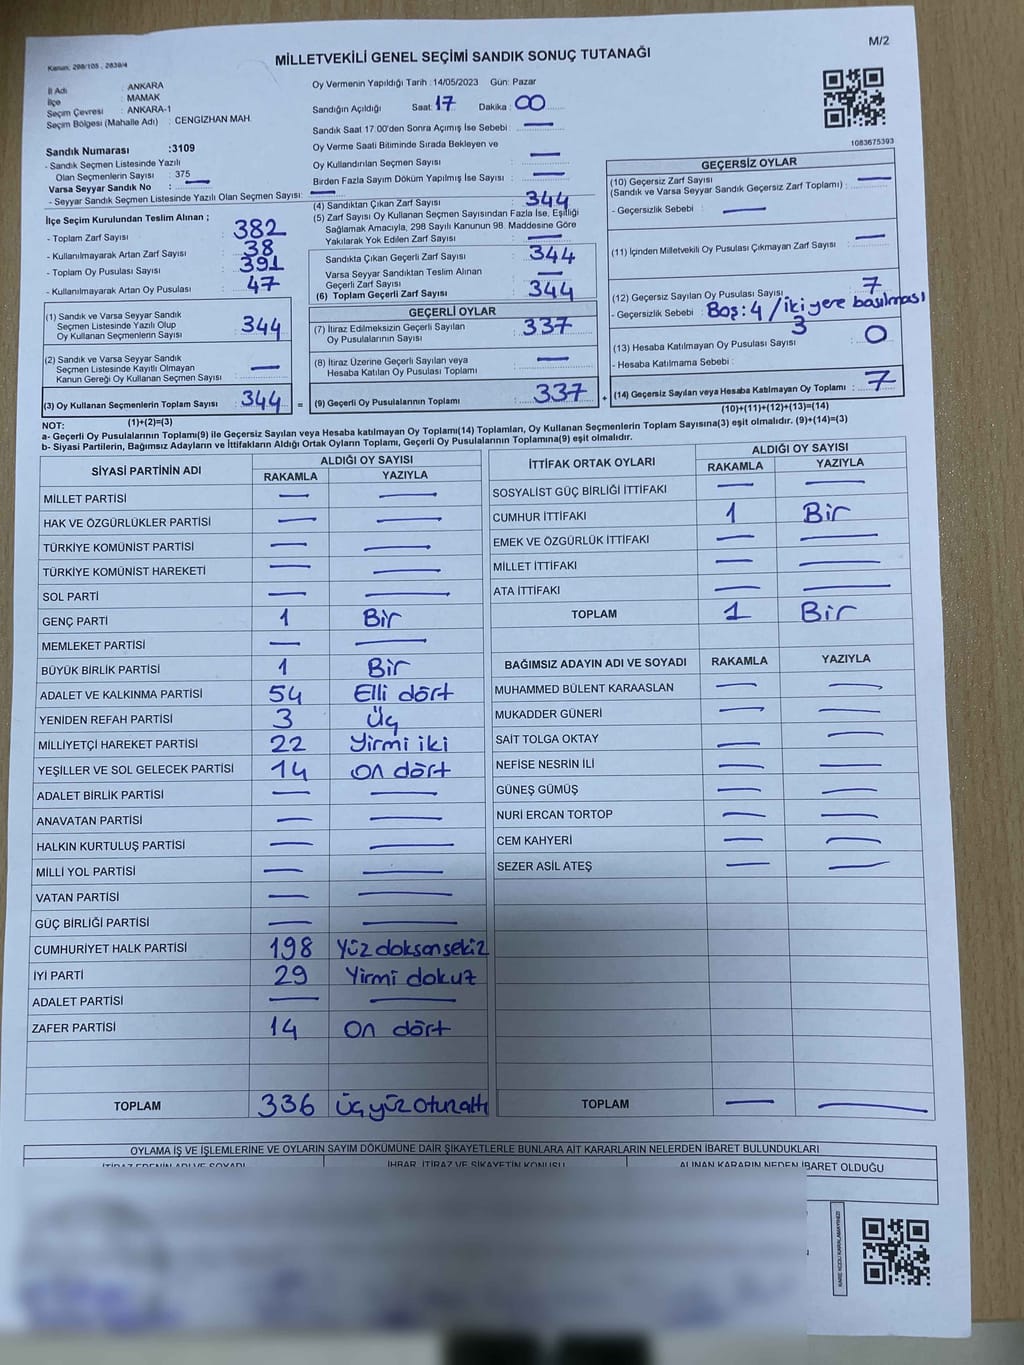 M/2
Kanun: 298/105 , 2839/4
MİLLETVEKİLİ GENEL SEÇİMİ SANDIK SONUÇ TUTANAĞI
İl Adı : ANKARA
İlçe : MAMAK
Seçim Çevresi : ANKARA-1
Seçim Bölgesi (Mahalle Adı) : CENGİZHAN MAH.
Oy Vermenin Yapıldığı Tarih : 14/05/2023 Gün: Pazar
Sandığın Açıldığı Saat: 17 Dakika : 00
Sandık Saat 17:00'den Sonra Açımış İse Sebebi : —
Oy Verme Saati Bitiminde Sırada Bekleyen ve
Oy Kullandırılan Seçmen Sayısı : —
Birden Fazla Sayım Döküm Yapılmış İse Sayısı : —
1083675393
Sandık Numarası :3109
- Sandık Seçmen Listesinde Yazılı
Olan Seçmenlerin Sayısı : 375
Varsa Seyyar Sandık No : —
- Seyyar Sandık Seçmen Listesinde Yazılı Olan Seçmen Sayısı: —
İlçe Seçim Kurulundan Teslim Alınan ;
- Toplam Zarf Sayısı : 382
- Kullanılmayarak Artan Zarf Sayısı : 38
- Toplam Oy Pusulası Sayısı : 391
- Kullanılmayarak Artan Oy Pusulası : 47
(1) Sandık ve Varsa Seyyar Sandık
Seçmen Listesinde Yazılı Olup
Oy Kullanan Seçmenlerin Sayısı : 344
(2) Sandık ve Varsa Seyyar Sandık
Seçmen Listesinde Kayıtlı Olmayan
Kanun Gereği Oy Kullanan Seçmen Sayısı : —
(3) Oy Kullanan Seçmenlerin Toplam Sayısı : 344 =
(1)+(2)=(3)
(4) Sandıktan Çıkan Zarf Sayısı : 344
(5) Zarf Sayısı Oy Kullanan Seçmen Sayısından Fazla İse, Eşitliği
Sağlamak Amacıyla, 298 Sayılı Kanunun 98. Maddesine Göre
Yakılarak Yok Edilen Zarf Sayısı : —
Sandıkta Çıkan Geçerli Zarf Sayısı : 344
Varsa Seyyar Sandıktan Teslim Alınan
Geçerli Zarf Sayısı : —
(6) Toplam Geçerli Zarf Sayısı : 344
GEÇERLİ OYLAR
(7) İtiraz Edilmeksizin Geçerli Sayılan
Oy Pusulalarının Sayısı : 337
(8) İtiraz Üzerine Geçerli Sayılan veya
Hesaba Katılan Oy Pusulası Toplamı : —
(9) Geçerli Oy Pusulalarının Toplamı : 337 +
GEÇERSİZ OYLAR
(10) Geçersiz Zarf Sayısı
(Sandık ve Varsa Seyyar Sandık Geçersiz Zarf Toplamı) : —
- Geçersizlik Sebebi : —
(11) İçinden Milletvekili Oy Pusulası Çıkmayan Zarf Sayısı : —
(12) Geçersiz Sayılan Oy Pusulası Sayısı : 7
- Geçersizlik Sebebi : Boş: 4 / iki yere basılması
3
(13) Hesaba Katılmayan Oy Pusulası Sayısı : 0
- Hesaba Katılmama Sebebi :
(14) Geçersiz Sayılan veya Hesaba Katılmayan Oy Toplamı : 7
(10)+(11)+(12)+(13)=(14)
NOT:
a- Geçerli Oy Pusulalarının Toplamı(9) ile Geçersiz Sayılan veya Hesaba katılmayan Oy Toplamı(14) Toplamları, Oy Kullanan Seçmenlerin Toplam Sayısına(3) eşit olmalıdır. (9)+(14)=(3)
b- Siyasi Partilerin, Bağımsız Adayların ve İttifakların Aldığı Ortak Oyların Toplamı, Geçerli Oy Pusulalarının Toplamına(9) eşit olmalıdır.
SİYASİ PARTİNİN ADI ALDIĞI OY SAYISI
RAKAMLA YAZIYLA
MİLLET PARTİSİ — —
HAK VE ÖZGÜRLÜKLER PARTİSİ — —
TÜRKİYE KOMÜNİST PARTİSİ — —
TÜRKİYE KOMÜNİST HAREKETİ — —
SOL PARTİ — —
GENÇ PARTİ 1 Bir
MEMLEKET PARTİSİ — —
BÜYÜK BİRLİK PARTİSİ 1 Bir
ADALET VE KALKINMA PARTİSİ 54 Elli dört
YENİDEN REFAH PARTİSİ 3 Üç
MİLLİYETÇİ HAREKET PARTİSİ 22 Yirmi iki
YEŞİLLER VE SOL GELECEK PARTİSİ 14 On dört
ADALET BİRLİK PARTİSİ — —
ANAVATAN PARTİSİ — —
HALKIN KURTULUŞ PARTİSİ — —
MİLLİ YOL PARTİSİ — —
VATAN PARTİSİ — —
GÜÇ BİRLİĞİ PARTİSİ — —
CUMHURİYET HALK PARTİSİ 198 Yüz doksan sekiz
İYİ PARTİ 29 Yirmi dokuz
ADALET PARTİSİ — —
ZAFER PARTİSİ 14 On dört
TOPLAM 336 üç yüz otuz altı
İTTİFAK ORTAK OYLARI ALDIĞI OY SAYISI
RAKAMLA YAZIYLA
SOSYALİST GÜÇ BİRLİĞİ İTTİFAKI — —
CUMHUR İTTİFAKI 1 Bir
EMEK VE ÖZGÜRLÜK İTTİFAKI — —
MİLLET İTTİFAKI — —
ATA İTTİFAKI — —
TOPLAM 1 Bir
BAĞIMSIZ ADAYIN ADI VE SOYADI RAKAMLA YAZIYLA
MUHAMMED BÜLENT KARAASLAN — —
MUKADDER GÜNERİ — —
SAİT TOLGA OKTAY — —
NEFİSE NESRİN İLİ — —
GÜNEŞ GÜMÜŞ — —
NURİ ERCAN TORTOP — —
CEM KAHYERİ — —
SEZER ASİL ATEŞ — —
TOPLAM — —
OYLAMA İŞ VE İŞLEMLERİNE VE OYLARIN SAYIM DÖKÜMÜNE DAİR ŞİKAYETLERLE BUNLARA AİT KARARLARIN NELERDEN İBARET BULUNDUKLARI
İTİRAZ EDENİN ADI VE SOYADI İHBAR, İTİRAZ VE ŞİKAYETİN KONUSU ALINAN KARARIN NEDEN İBARET OLDUĞU